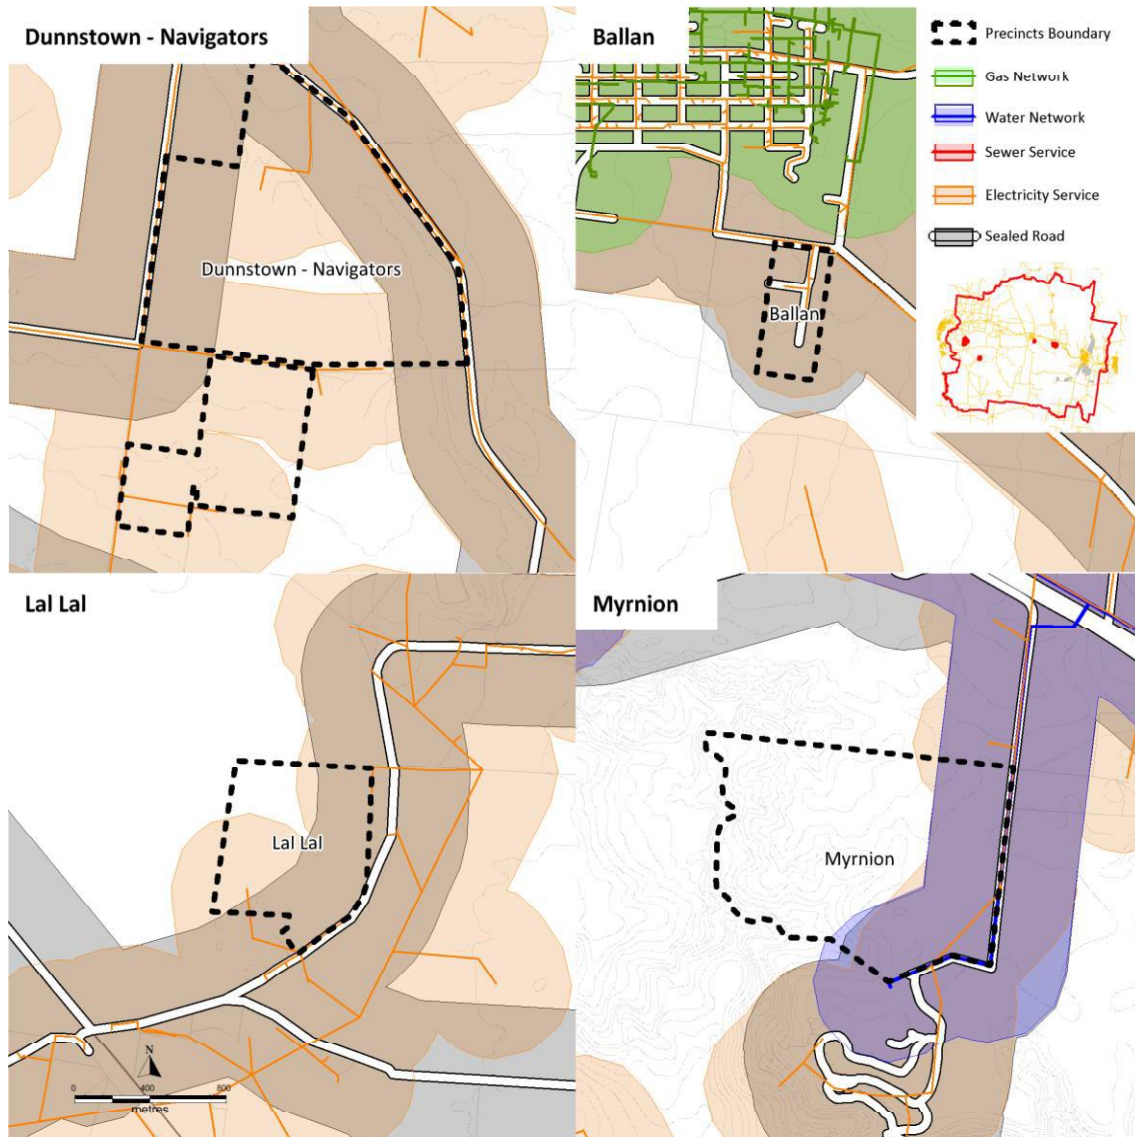 Dunnstown - Navigators
Dunnstown - Navigators
Ballan
Ballan
Precincts Boundary
Gas Network
Water Network
Sewer Service
Electricity Service
Sealed Road
Lal Lal
Lal Lal
N
0 400 800
metres
Myrnion
Myrnion